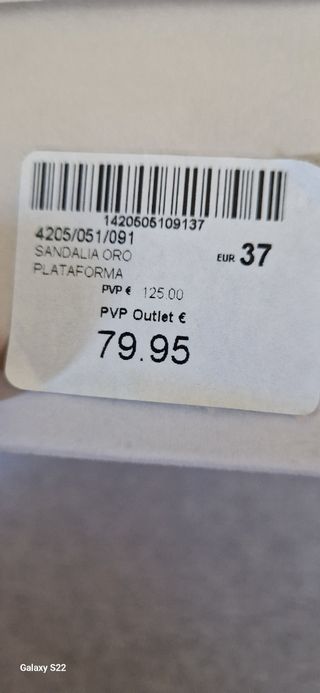 1420505109137
4205/051/091
SANDALIA ORO
EUR 37
PLATAFORMA
PVP € 125.00
PVP Outlet €
79.95
Galaxy S22